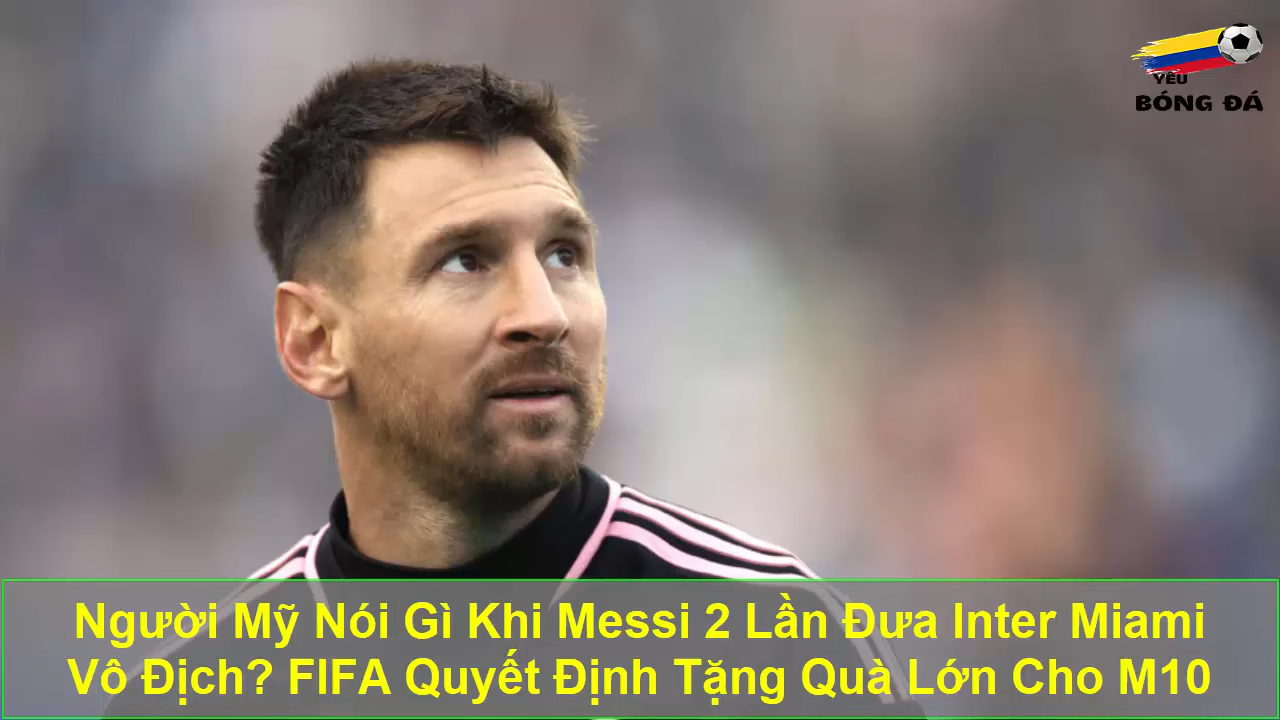 YÊU
BÓNG ĐÁ
Người Mỹ Nói Gì Khi Messi 2 Lần Đưa Inter Miami
Vô Địch? FIFA Quyết Định Tặng Quà Lớn Cho M10